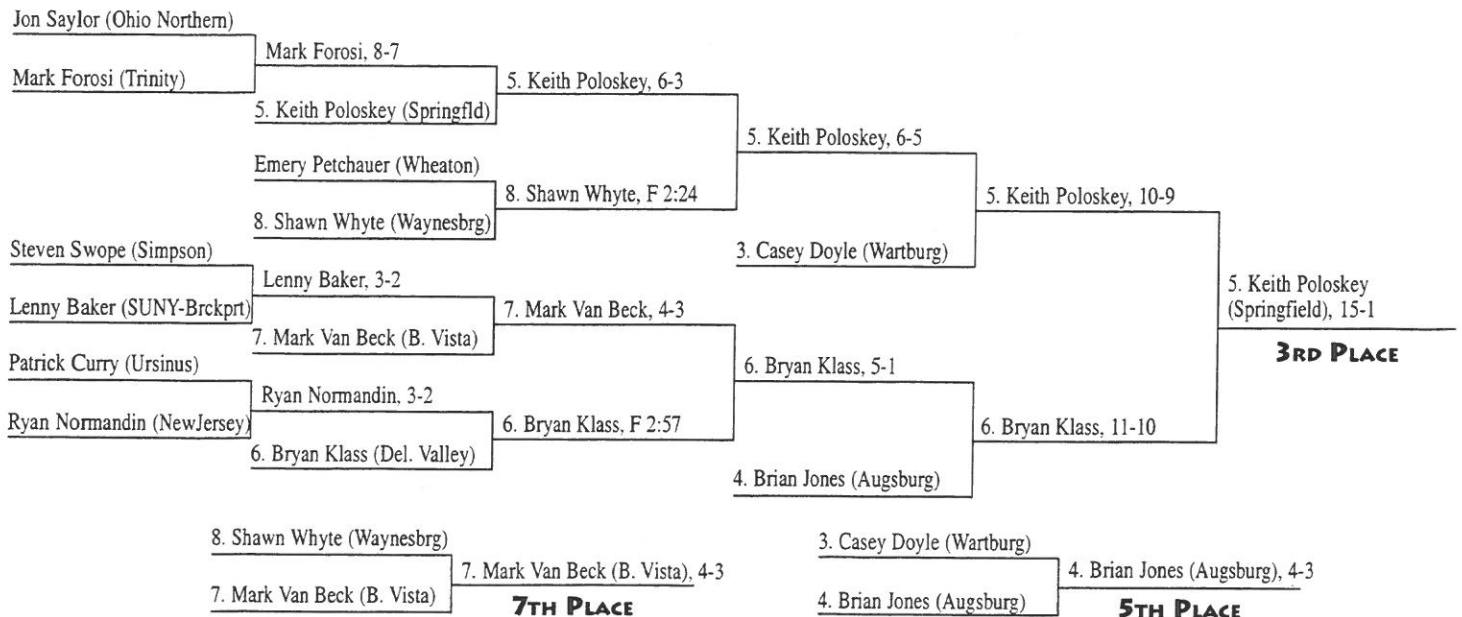 Jon Saylor (Ohio Northern)
Mark Forosi (Trinity)
Mark Forosi, 8-7
5. Keith Poloskey (Springfld)
5. Keith Poloskey, 6-3
Emery Petchauer (Wheaton)
8. Shawn Whyte (Waynesbrg)
8. Shawn Whyte, F 2:24
5. Keith Poloskey, 6-5
3. Casey Doyle (Wartburg)
5. Keith Poloskey, 10-9
Steven Swope (Simpson)
Lenny Baker (SUNY-Brckprt)
Lenny Baker, 3-2
7. Mark Van Beck (B. Vista)
7. Mark Van Beck, 4-3
Patrick Curry (Ursinus)
Ryan Normandin (NewJersey)
Ryan Normandin, 3-2
6. Bryan Klass (Del. Valley)
6. Bryan Klass, F 2:57
6. Bryan Klass, 5-1
4. Brian Jones (Augsburg)
6. Bryan Klass, 11-10
5. Keith Poloskey
(Springfield), 15-1
3RD PLACE
8. Shawn Whyte (Waynesbrg)
7. Mark Van Beck (B. Vista)
7. Mark Van Beck (B. Vista), 4-3
7TH PLACE
3. Casey Doyle (Wartburg)
4. Brian Jones (Augsburg)
4. Brian Jones (Augsburg), 4-3
5TH PLACE